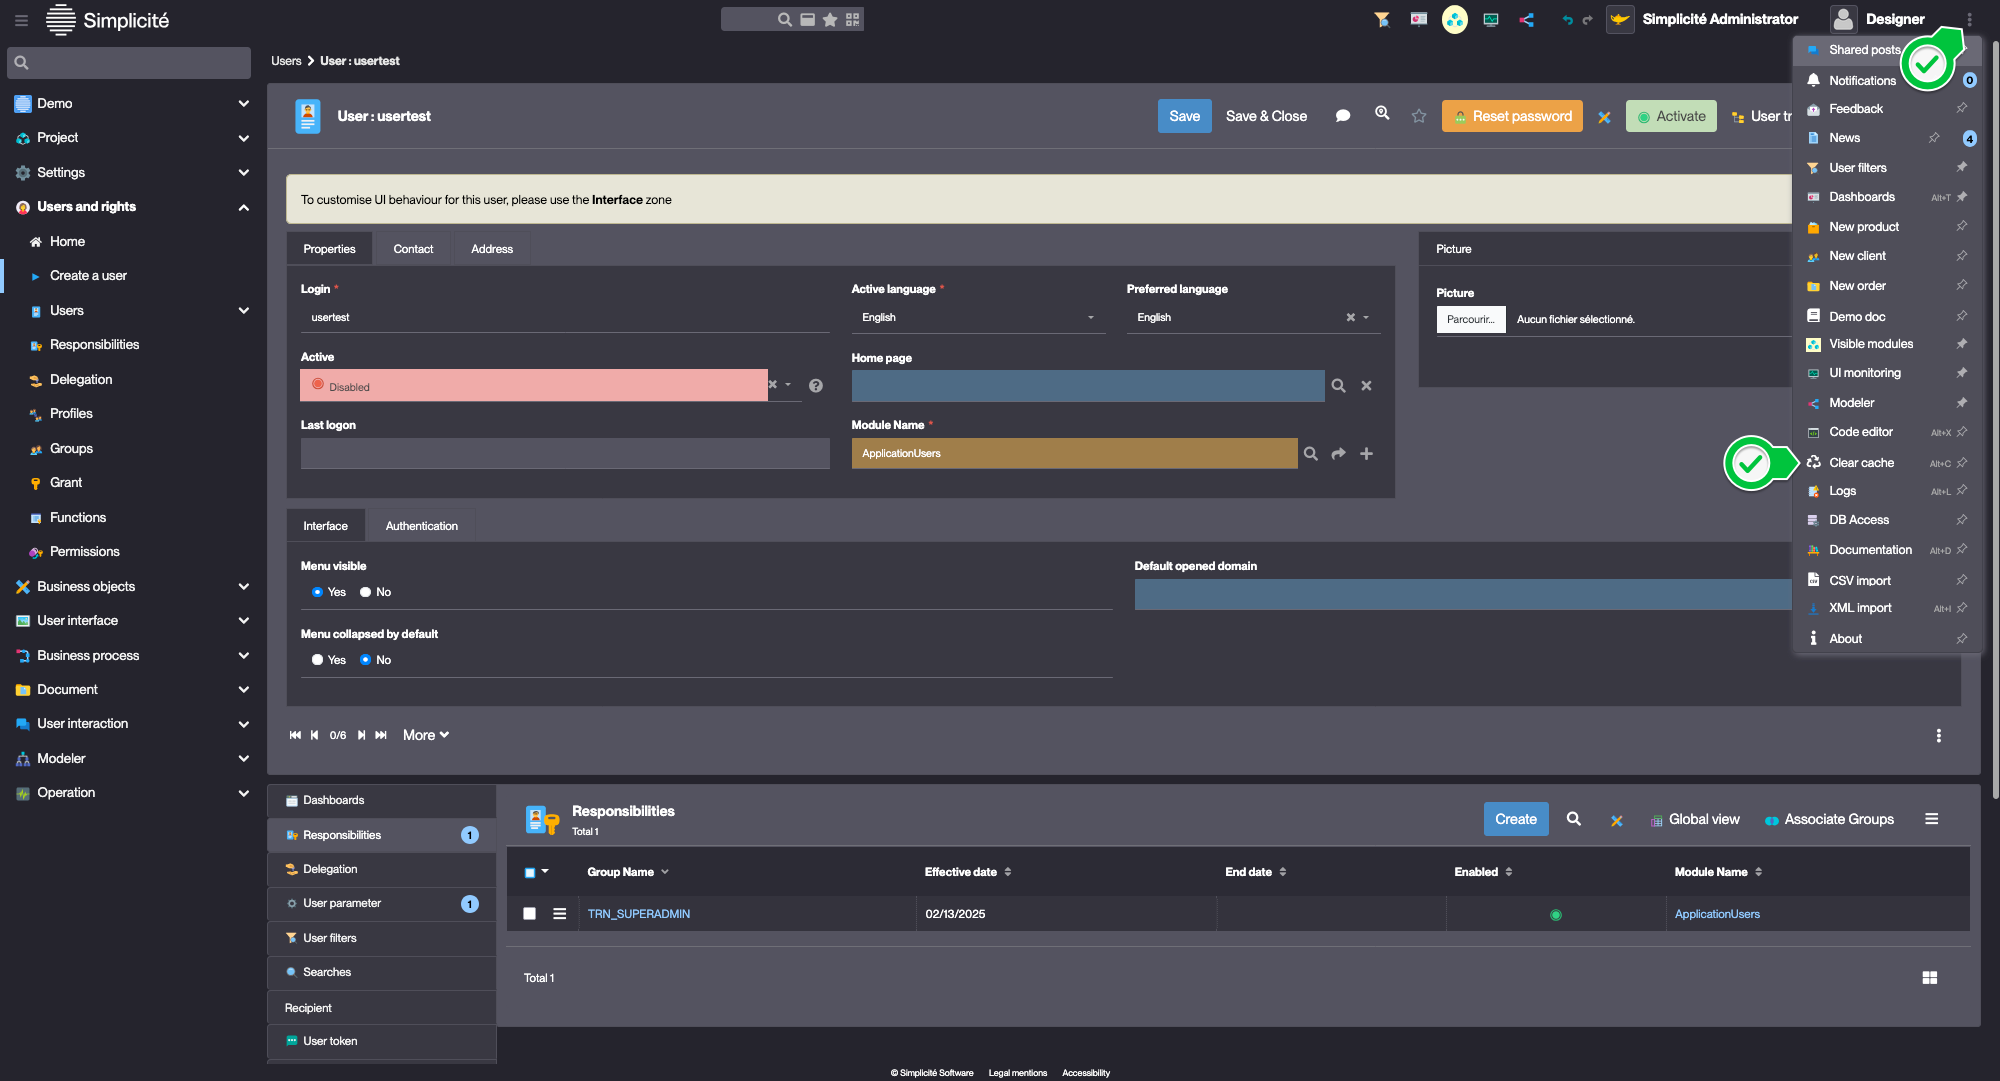 Simplicité
Simplicité Administrator
Designer
Users
User : usertest
Demo
Project
Settings
Users and rights
Home
Create a user
Users
Responsibilities
Delegation
Profiles
Groups
Grant
Functions
Permissions
Business objects
User interface
Business process
Document
User interaction
Modeler
Operation
User : usertest
Save
Save & Close
Reset password
Activate
User tr
To customise UI behaviour for this user, please use the Interface zone
Properties
Contact
Address
Login *
usertest
Active language *
English
Preferred language
English
Active
Disabled
Home page
Last logon
Module Name *
ApplicationUsers
Picture
Picture
Parcourir...
Aucun fichier sélectionné.
Interface
Authentication
Menu visible
Yes No
Default opened domain
Menu collapsed by default
Yes No
0/6
More
Shared posts
Notifications 0
Feedback
News 4
User filters
Dashboards Alt+T
New product
New client
New order
Demo doc
Visible modules
UI monitoring
Modeler
Code editor Alt+X
Clear cache Alt+C
Logs Alt+L
DB Access
Documentation Alt+D
CSV import
XML import Alt+I
About
Dashboards
Responsibilities 1
Delegation
User parameter 1
User filters
Searches
Recipient
User token
Responsibilities
Total 1
Create
Global view
Associate Groups
Group Name
Effective date
End date
Enabled
Module Name
TRN_SUPERADMIN
02/13/2025
ApplicationUsers
Total 1
© Simplicité Software Legal mentions Accessibility